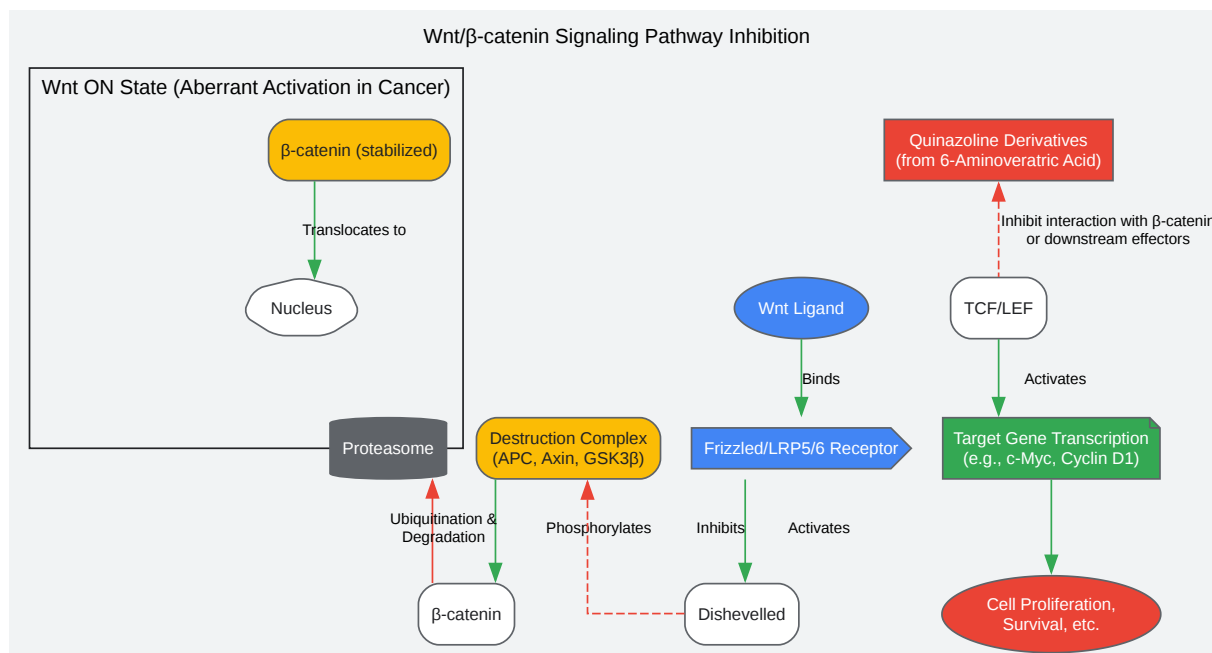 Wnt/β-catenin Signaling Pathway Inhibition
Wnt ON State (Aberrant Activation in Cancer)
β-catenin (stabilized)
Translocates to
Nucleus
Quinazoline Derivatives
(from 6-Aminoveratric Acid)
Inhibit interaction with β-catenin
or downstream effectors
Wnt Ligand
TCF/LEF
Binds
Activates
Proteasome
Destruction Complex
(APC, Axin, GSK3β)
Frizzled/LRP5/6 Receptor
Target Gene Transcription
(e.g., c-Myc, Cyclin D1)
Ubiquitination &
Degradation
Phosphorylates
Inhibits
Activates
β-catenin
Dishevelled
Cell Proliferation,
Survival, etc.